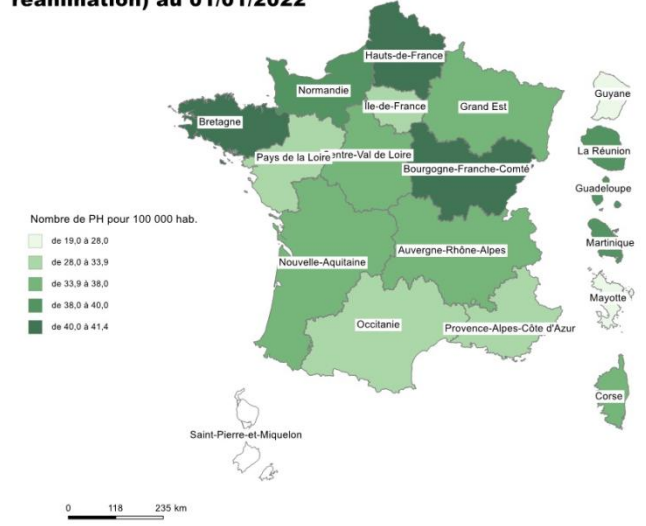 réanimation) au 01/01/2022
Hauts-de-France
Normandie
Île-de-France
Grand Est
Guyane
Bretagne
La Réunion
Pays de la Loire
entre-Val de Loire
Bourgogne-Franche-Comté
Guadeloupe
Nombre de PH pour 100 000 hab.
de 19,0 à 28,0
de 28,0 à 33,9
de 33,9 à 38,0
de 38,0 à 40,0
de 40,0 à 41,4
Martinique
Auvergne-Rhône-Alpes
Nouvelle-Aquitaine
Mayotte
Occitanie
Provence-Alpes-Côte d'Azur
Corse
Saint-Pierre-et-Miquelon
0 118 235 km